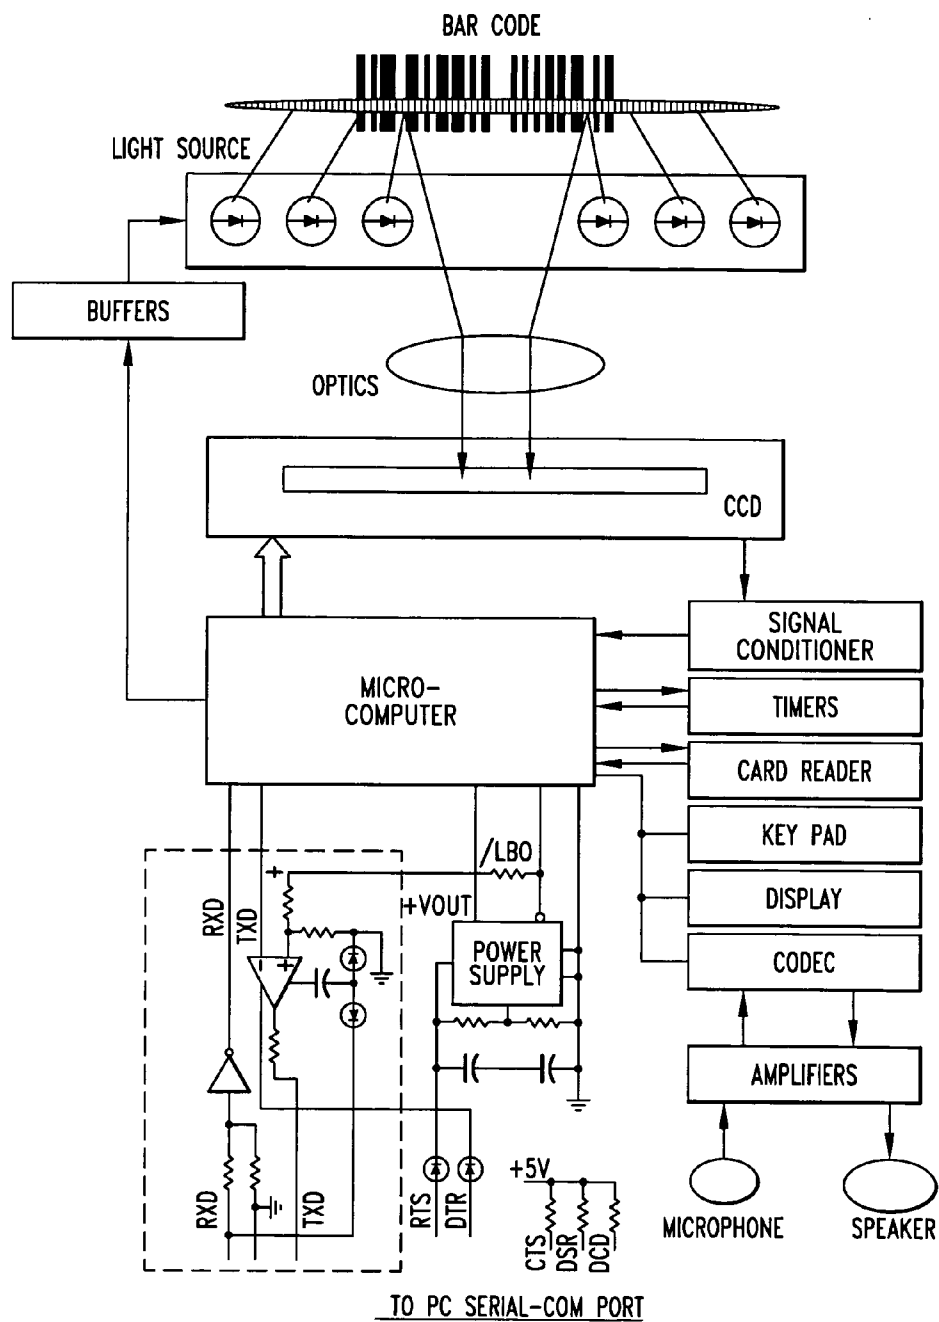 BAR CODE
LIGHT SOURCE
BUFFERS
OPTICS
CCD
SIGNAL
CONDITIONER
MICRO-
COMPUTER
TIMERS
CARD READER
KEY PAD
DISPLAY
CODEC
AMPLIFIERS
MICROPHONE
SPEAKER
/LBO
+
+VOUT
RXD
TXD
POWER
SUPPLY
- +
RXD
TXD
RTS
DTR
+5V
CTS
DSR
DCD
TO PC SERIAL-COM PORT